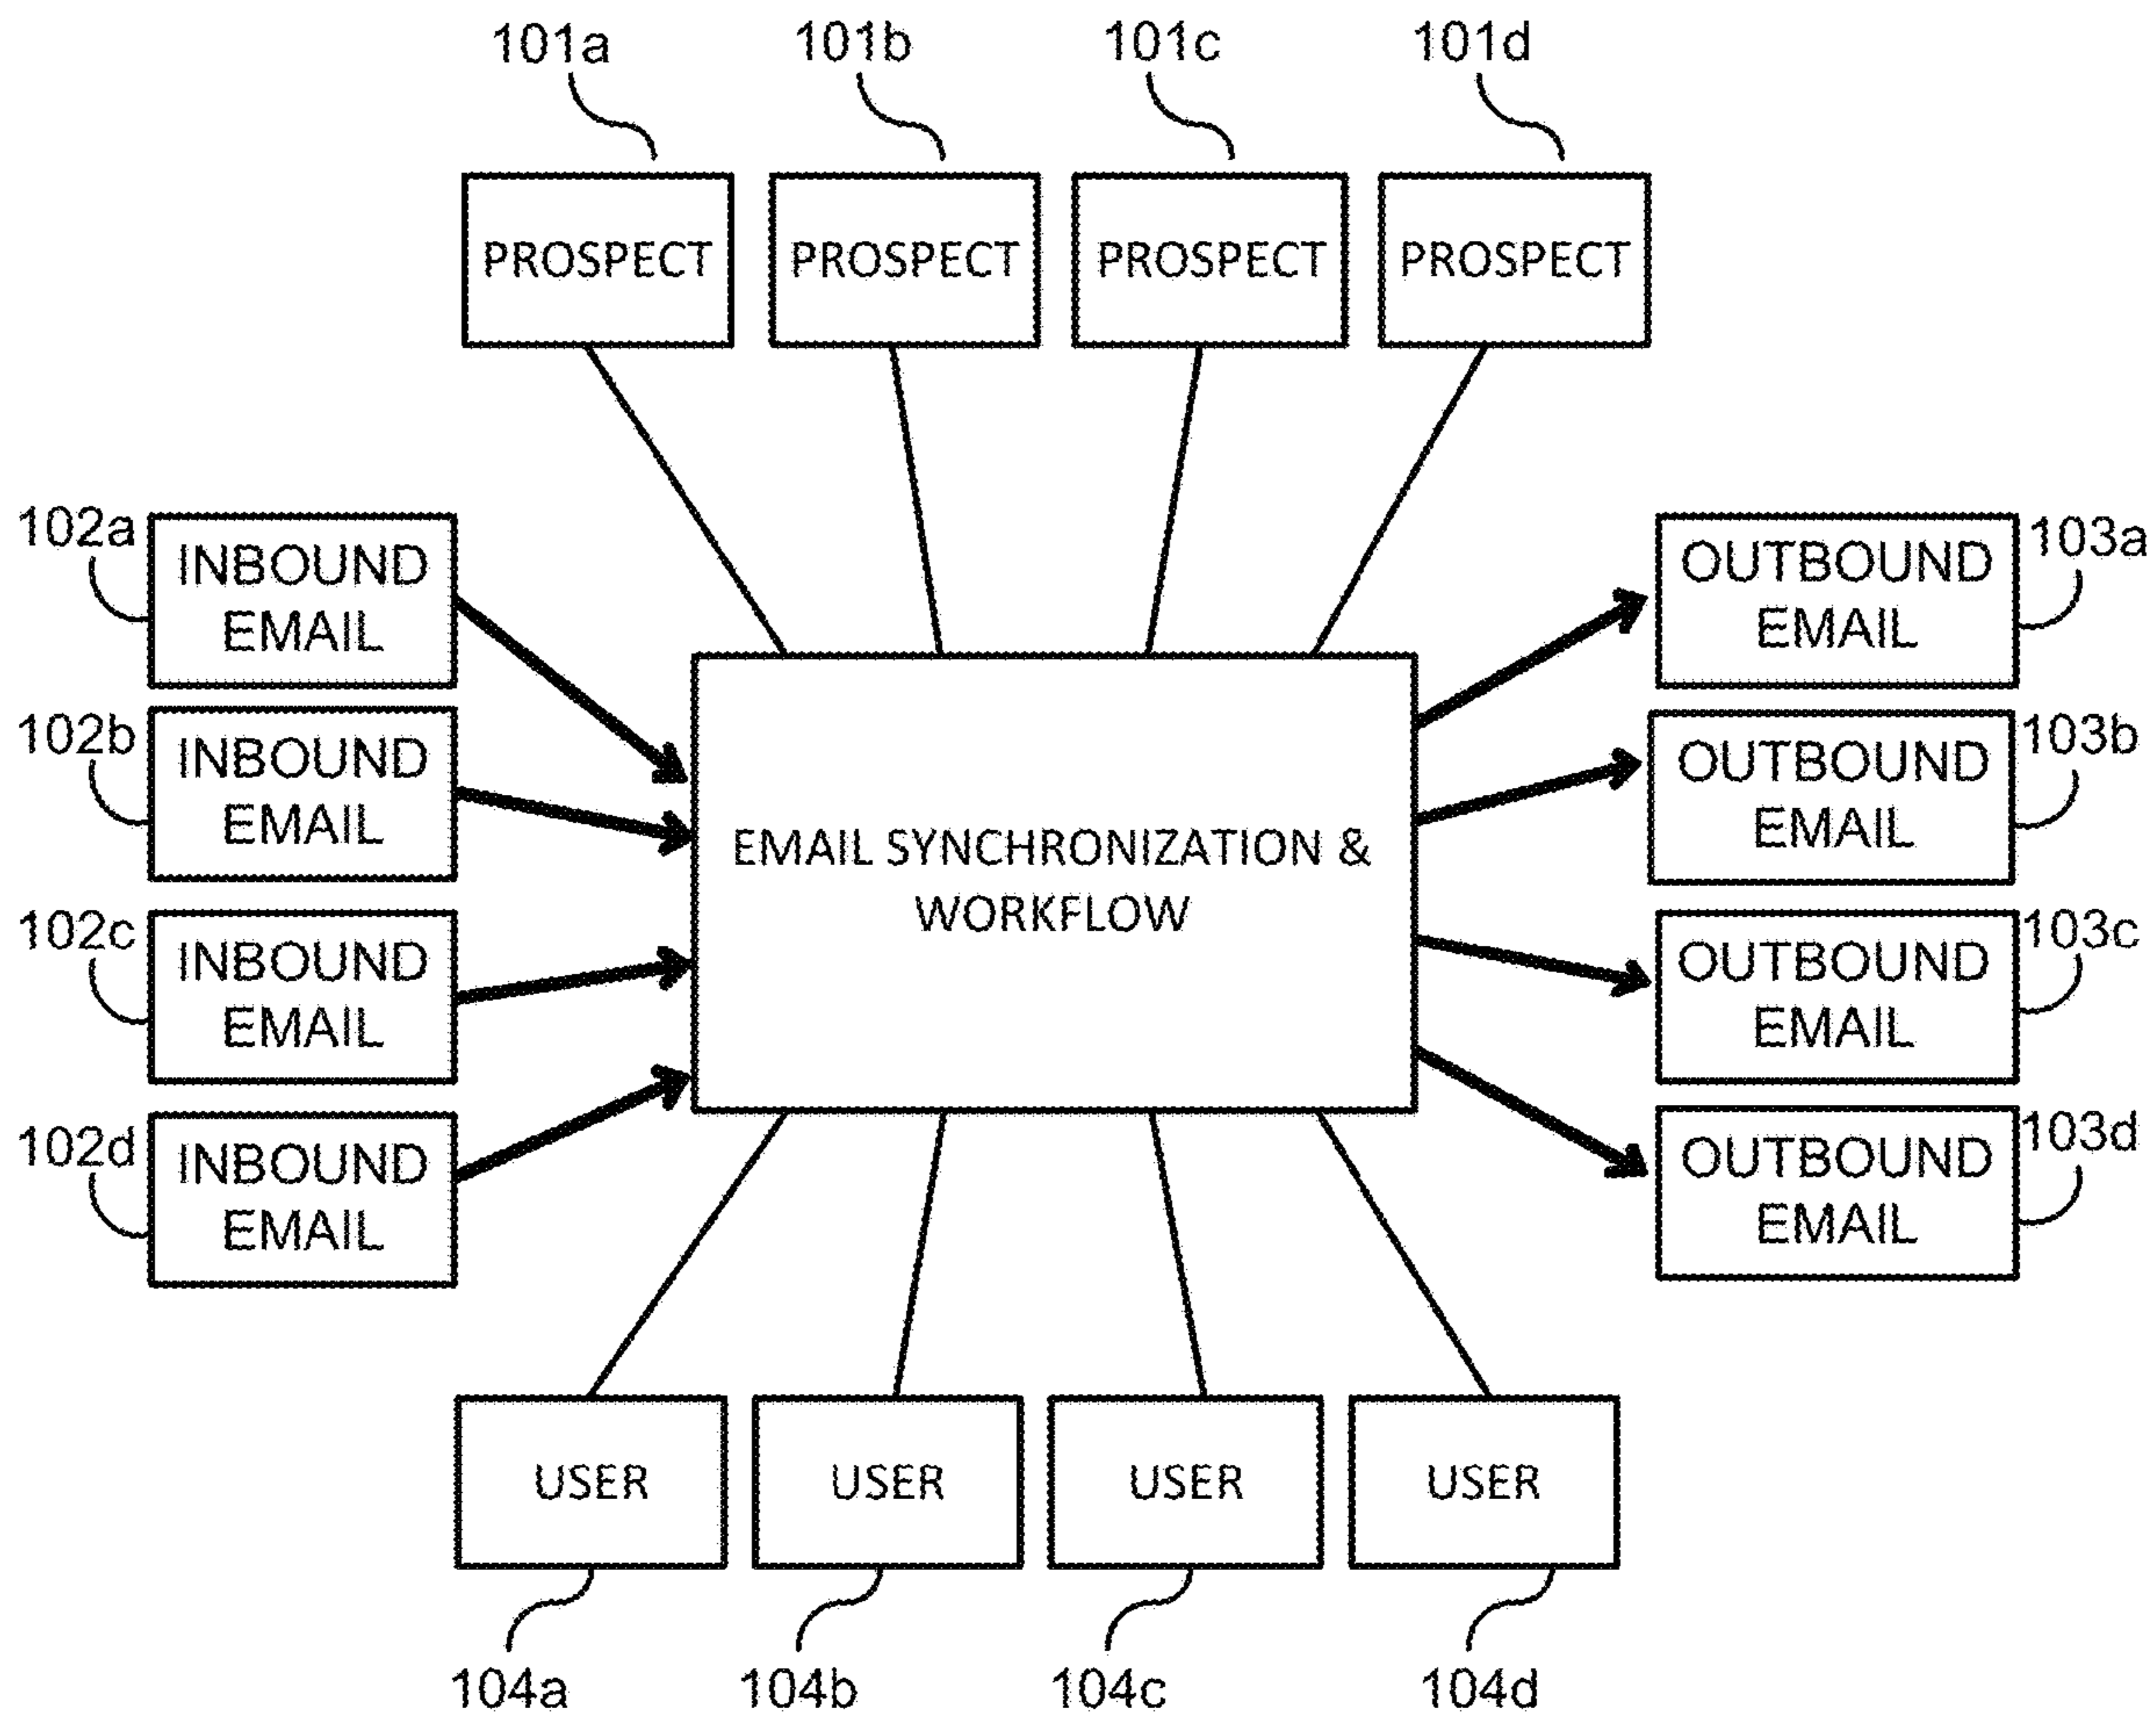 101a 101b 101c 101d
PROSPECT PROSPECT PROSPECT PROSPECT
102a INBOUND EMAIL
102b INBOUND EMAIL
102c INBOUND EMAIL
102d INBOUND EMAIL
EMAIL SYNCHRONIZATION &
WORKFLOW
OUTBOUND EMAIL 103a
OUTBOUND EMAIL 103b
OUTBOUND EMAIL 103c
OUTBOUND EMAIL 103d
USER USER USER USER
104a 104b 104c 104d